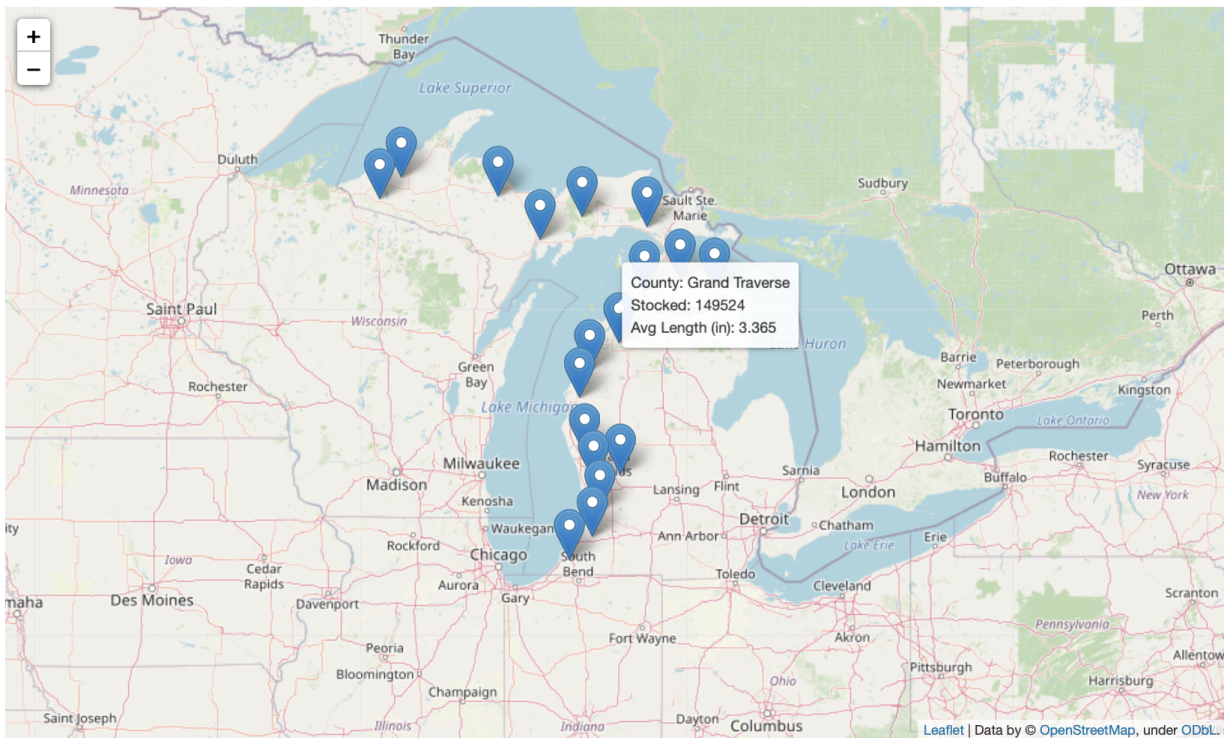 +
−
Thunder
Bay
Lake Superior
Duluth
Minnesota
Sault Ste.
Marie
Sudbury
Ottawa
County: Grand Traverse
Stocked: 149524
Avg Length (in): 3.365
Saint Paul
Wisconsin
Perth
Huron
Barrie
Peterborough
Green
Bay
Rochester
Newmarket
Kingston
Lake Michigan
Toronto
Lake Ontario
Hamilton
Milwaukee
Madison
Sarnia
Rochester
Syracuse
Buffalo
Lansing
Flint
London
New York
Kenosha
Waukegan
Detroit
Chatham
Ann Arbor
Lake Erie
Erie
Rockford
Chicago
Iowa
Cedar
Rapids
South
Bend
Aurora
Gary
Toledo
Cleveland
Des Moines
Davenport
Scranton
Fort Wayne
Akron
Pennsylvania
Peoria
Bloomington
Pittsburgh
Allentow
Harrisburg
Champaign
Ohio
Saint Joseph
Illinois
Indiana
Dayton
Columbus
Leaflet | Data by © OpenStreetMap, under ODbL.